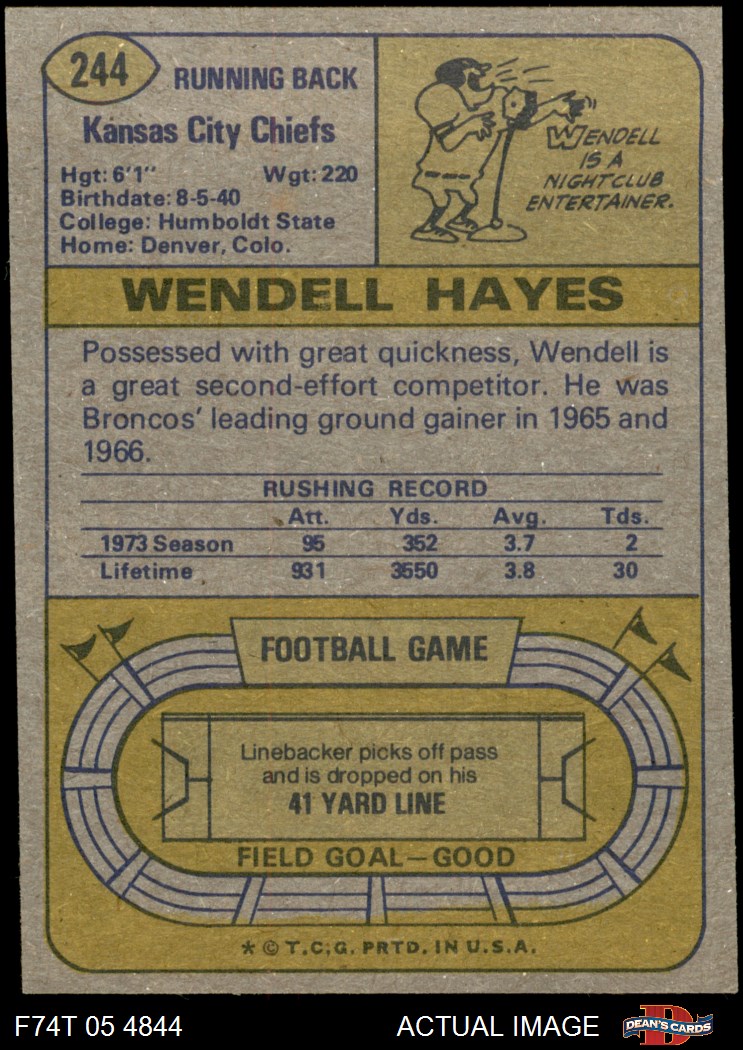 244
RUNNING BACK
Kansas City Chiefs
Hgt: 6'1" Wgt: 220
Birthdate: 8-5-40
College: Humboldt State
Home: Denver, Colo.
WENDELL
IS A
NIGHTCLUB
ENTERTAINER.
WENDELL HAYES
Possessed with great quickness, Wendell is
a great second-effort competitor. He was
Broncos' leading ground gainer in 1965 and
1966.
RUSHING RECORD
Att. Yds. Avg. Tds.
1973 Season 95 352 3.7 2
Lifetime 931 3550 3.8 30
FOOTBALL GAME
Linebacker picks off pass
and is dropped on his
41 YARD LINE
FIELD GOAL—GOOD
* © T.C.G. PRTD. IN U.S.A.
F74T 05 4844 ACTUAL IMAGE
D
DEAN'S CARDS